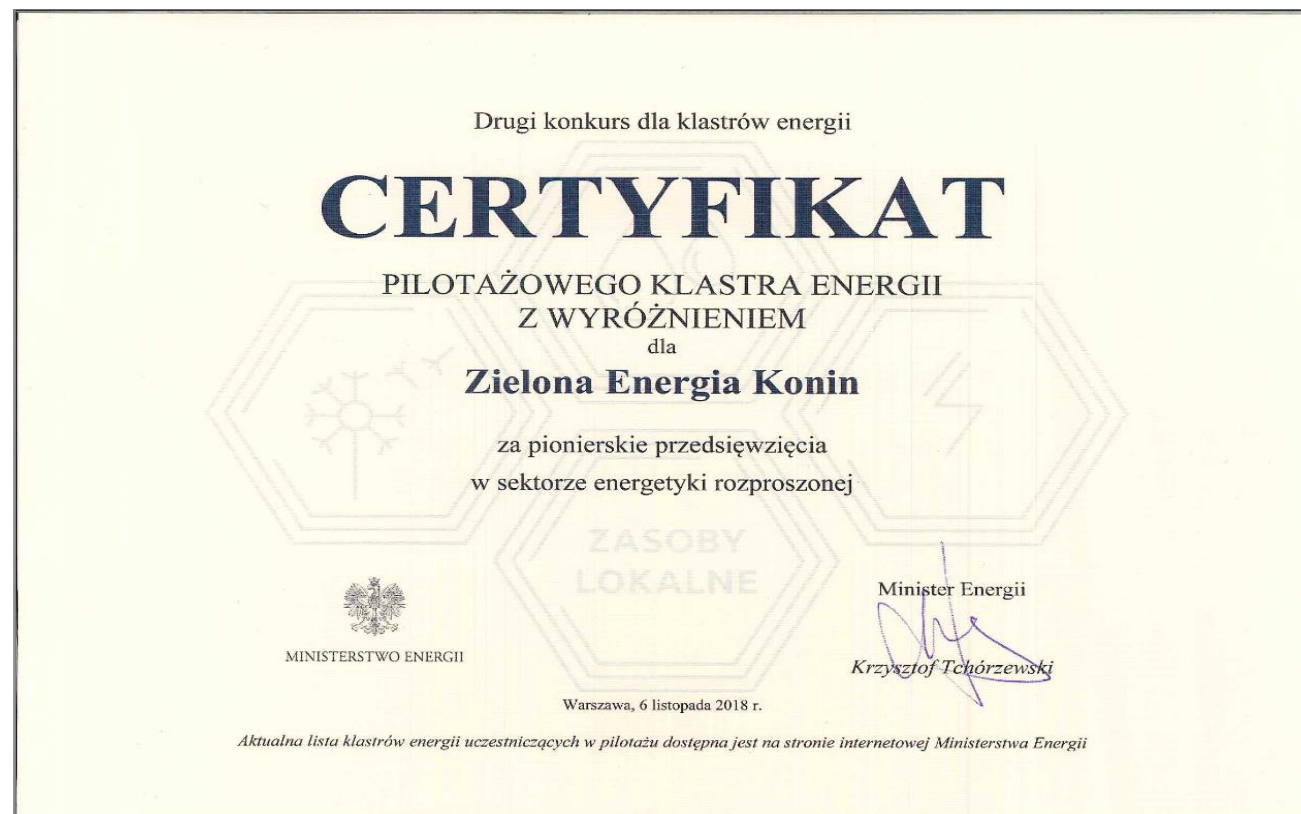 Drugi konkurs dla klastrów energii
CERTYFIKAT
PILOTAŻOWEGO KLASTRA ENERGII
Z WYRÓŻNIENIEM
dla
Zielona Energia Konin
za pionierskie przedsięwzięcia
w sektorze energetyki rozproszonej
ZASOBY
LOKALNE
MINISTERSTWO ENERGII
Minister Energii
Krzysztof Tchórzewski
Warszawa, 6 listopada 2018 r.
Aktualna lista klastrów energii uczestniczących w pilotażu dostępna jest na stronie internetowej Ministerstwa Energii